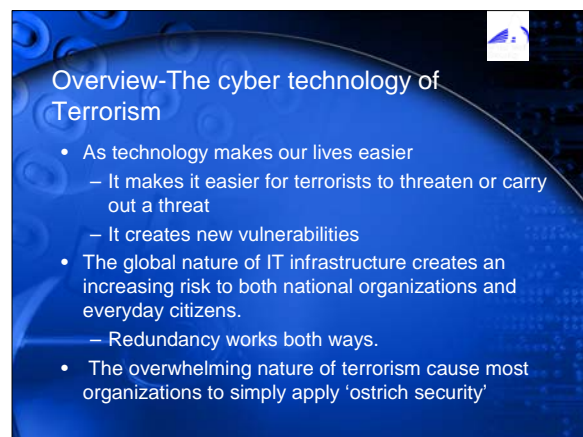 Overview-The cyber technology of
Terrorism
• As technology makes our lives easier
– It makes it easier for terrorists to threaten or carry
out a threat
– It creates new vulnerabilities
• The global nature of IT infrastructure creates an
increasing risk to both national organizations and
everyday citizens.
– Redundancy works both ways.
• The overwhelming nature of terrorism cause most
organizations to simply apply ‘ostrich security’